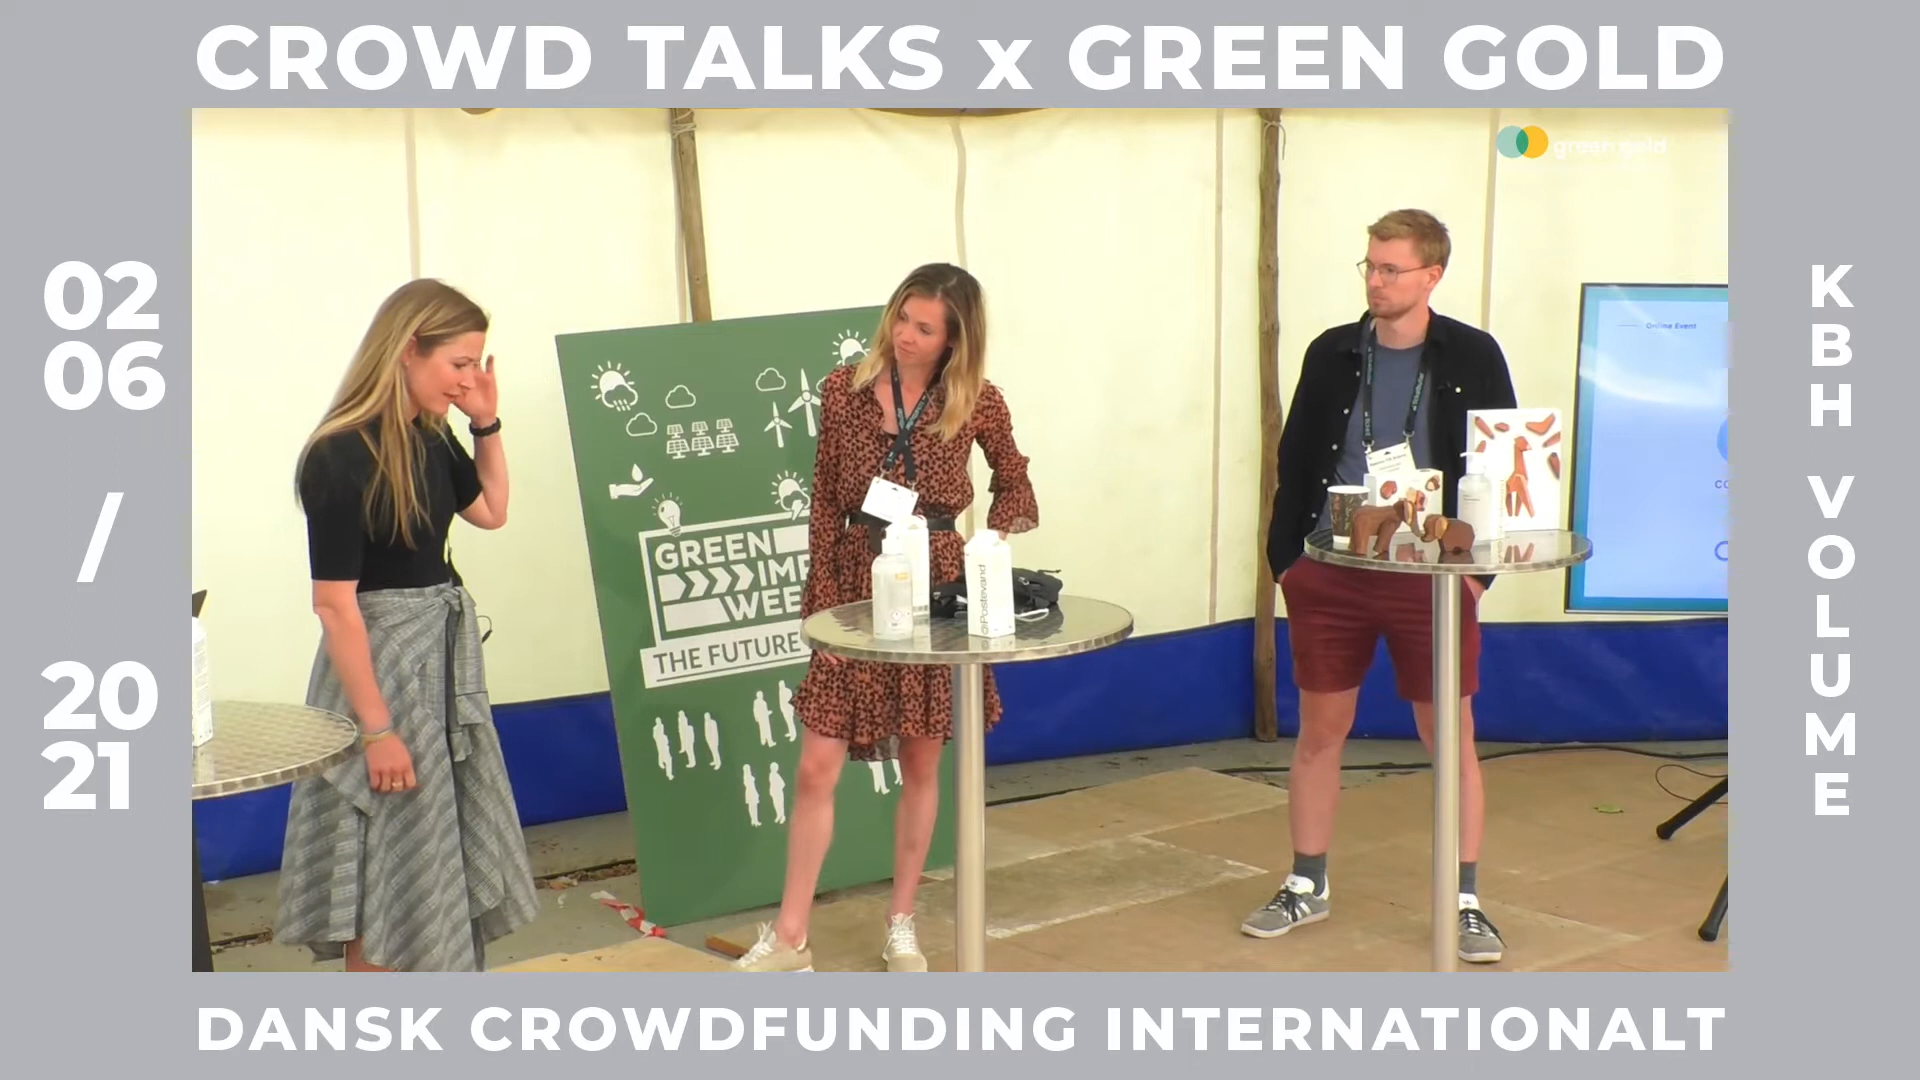 CROWD TALKS x GREEN GOLD
green gold
02
06
/
20
21
KBH VOLUME
Online Event
GREEN
IMP
WEE
THE FUTURE
Postevand
DANSK CROWDFUNDING INTERNATIONALT